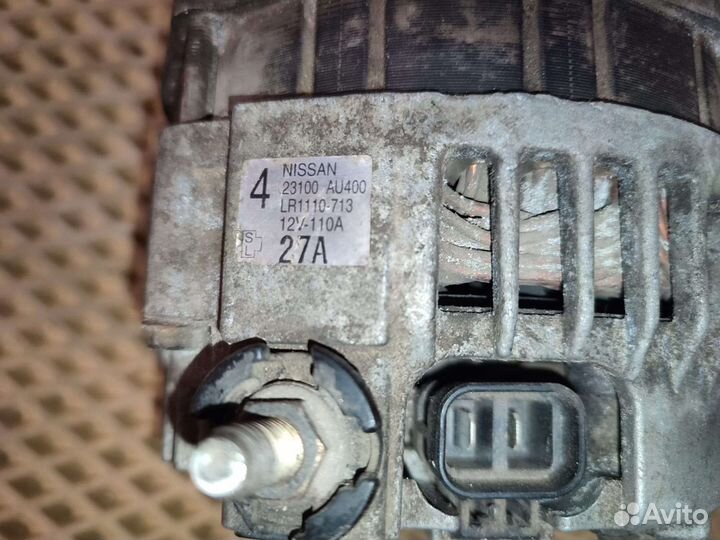 4
NISSAN
23100 AU400
LR1110-713
12V-110A
S
L
27A
Avito